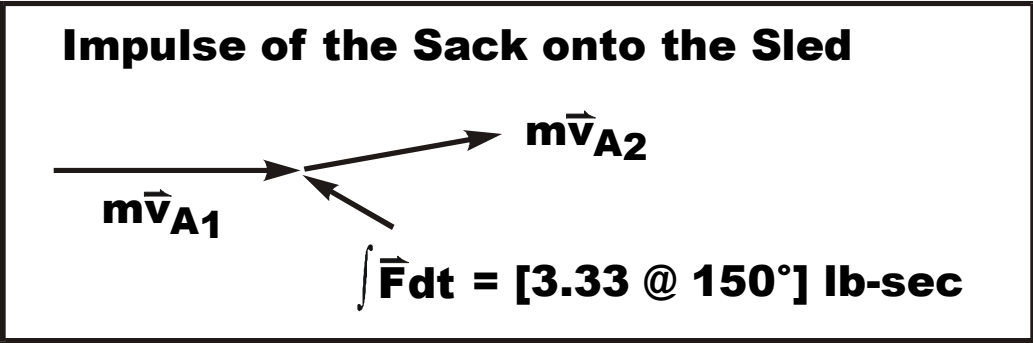 Impulse of the Sack onto the Sled
mv⃗A2
mv⃗A1
∫F⃗dt = [3.33 @ 150°] lb-sec